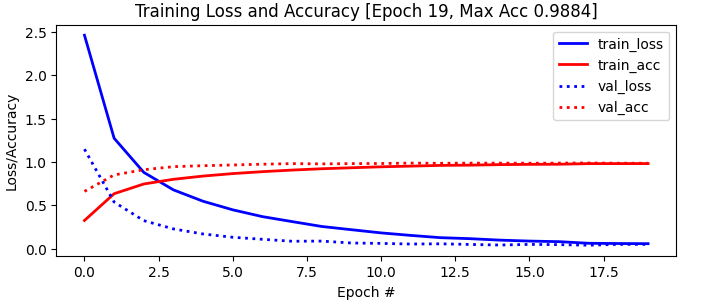 Training Loss and Accuracy [Epoch 19, Max Acc 0.9884]
2.5
2.0
1.5
1.0
0.5
0.0
Loss/Accuracy
train_loss
train_acc
val_loss
val_acc
0.0 2.5 5.0 7.5 10.0 12.5 15.0 17.5
Epoch #